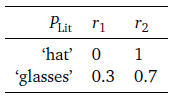 P_Lit r_1 r_2
‘hat’ 0 1
‘glasses’ 0.3 0.7